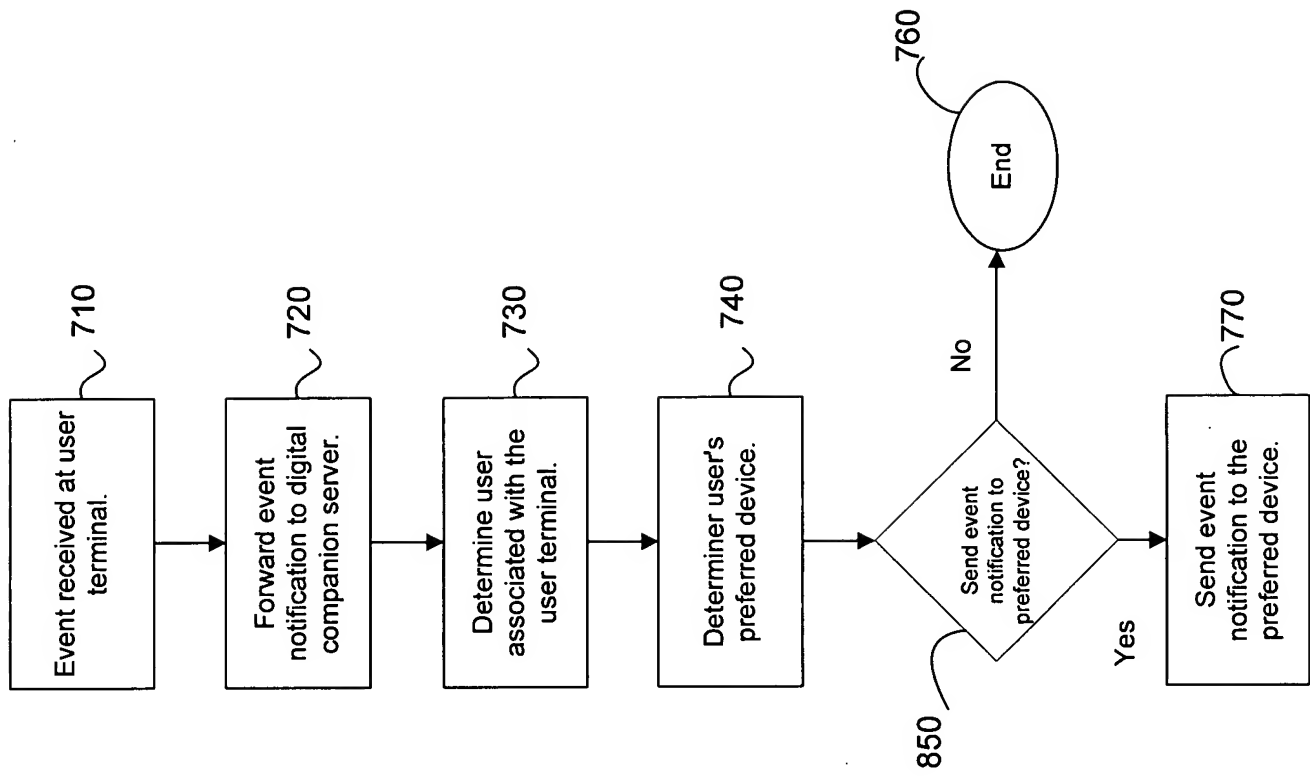 Event received at user
terminal.
710
Forward event
notification to digital
companion server.
720
Determine user
associated with the
user terminal.
730
Determiner user's
preferred device.
740
Send event
notification to
preferred device?
850
No
End
760
Yes
Send event
notification to the
preferred device.
770